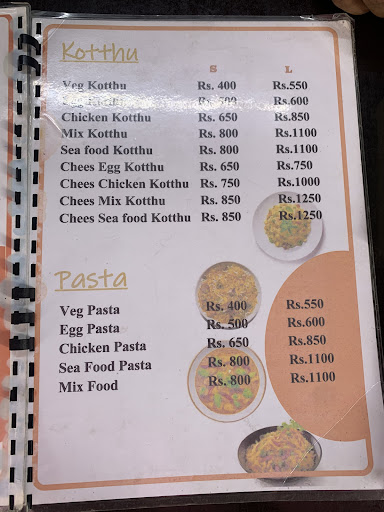 Kotthu
S L
Veg Kotthu Rs. 400 Rs.550
Kotthu Rs.600
Chicken Kotthu Rs. 650 Rs.850
Mix Kotthu Rs. 800 Rs.1100
Sea food Kotthu Rs. 800 Rs.1100
Chees Egg Kotthu Rs. 650 Rs.750
Chees Chicken Kotthu Rs. 750 Rs.1000
Chees Mix Kotthu Rs. 850 Rs.1250
Chees Sea food Kotthu Rs. 850 Rs.1250
Pasta
Veg Pasta Rs. 400 Rs.550
Egg Pasta Rs. 500 Rs.600
Chicken Pasta Rs. 650 Rs.850
Sea Food Pasta Rs. 800 Rs.1100
Mix Food Rs. 800 Rs.1100